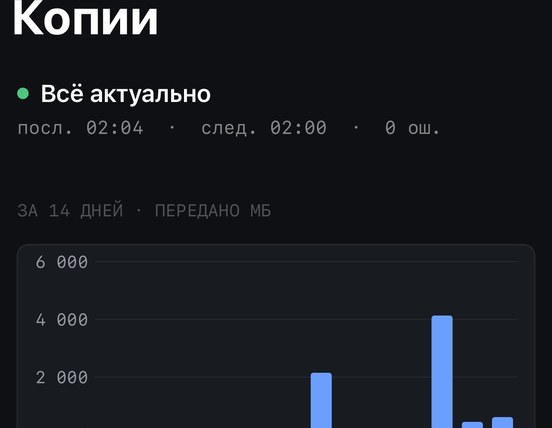 Копии
Всё актуально
посл. 02:04 · след. 02:00 · 0 ош.
ЗА 14 ДНЕЙ · ПЕРЕДАНО МБ
6 000
4 000
2 000